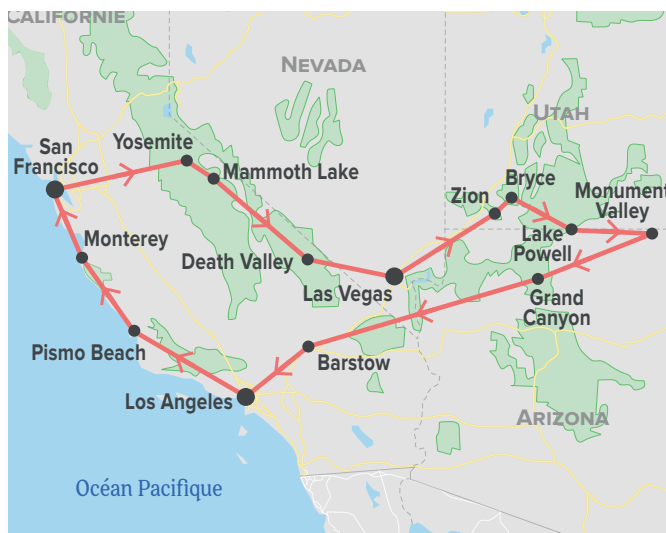 CALIFORNIE
NEVADA
UTAH
San
Francisco
Yosemite
Mammoth Lake
Bryce
Zion
Monument
Valley
Lake
Powell
Monterey
Death Valley
Las Vegas
Grand
Canyon
Pismo Beach
Barstow
Los Angeles
ARIZONA
Océan Pacifique